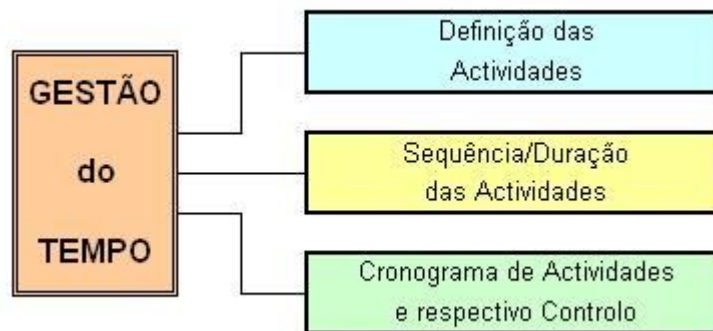 GESTÃO
do
TEMPO
Definição das
Actividades
Sequência/Duração
das Actividades
Cronograma de Actividades
e respectivo Controlo